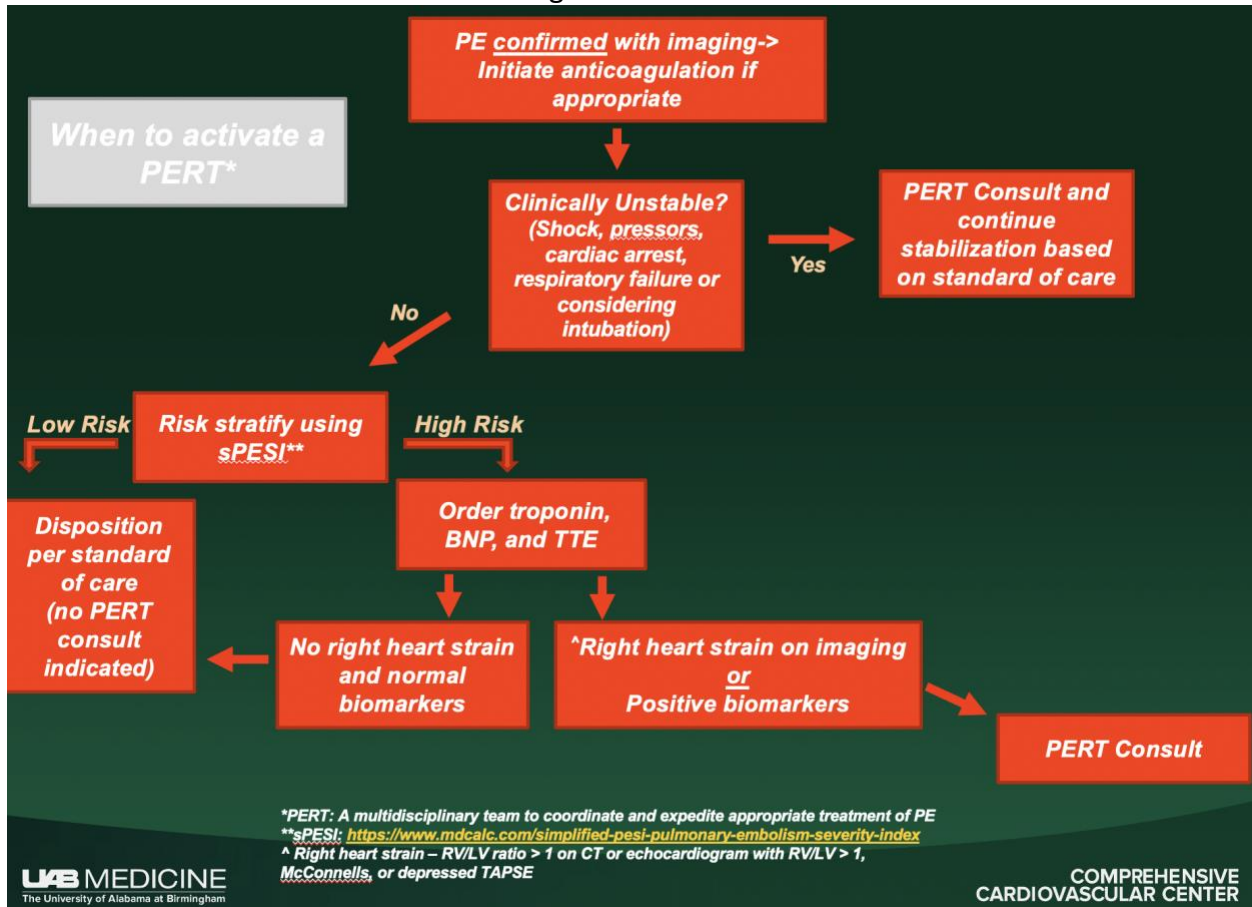 PE confirmed with imaging->
Initiate anticoagulation if
appropriate
When to activate a
PERT*
Clinically Unstable?
(Shock, pressors,
cardiac arrest,
respiratory failure or
considering
intubation)
Yes
PERT Consult and
continue
stabilization based
on standard of care
No
Low Risk
Risk stratify using
sPESI**
High Risk
Disposition
per standard
of care
(no PERT
consult
indicated)
Order troponin,
BNP, and TTE
No right heart strain
and normal
biomarkers
^Right heart strain on imaging
or
Positive biomarkers
PERT Consult
*PERT: A multidisciplinary team to coordinate and expedite appropriate treatment of PE
**sPESI: https://www.mdcalc.com/simplified-pesi-pulmonary-embolism-severity-index
^ Right heart strain – RV/LV ratio > 1 on CT or echocardiogram with RV/LV > 1,
McConnells, or depressed TAPSE
UAB MEDICINE
The University of Alabama at Birmingham
COMPREHENSIVE
CARDIOVASCULAR CENTER